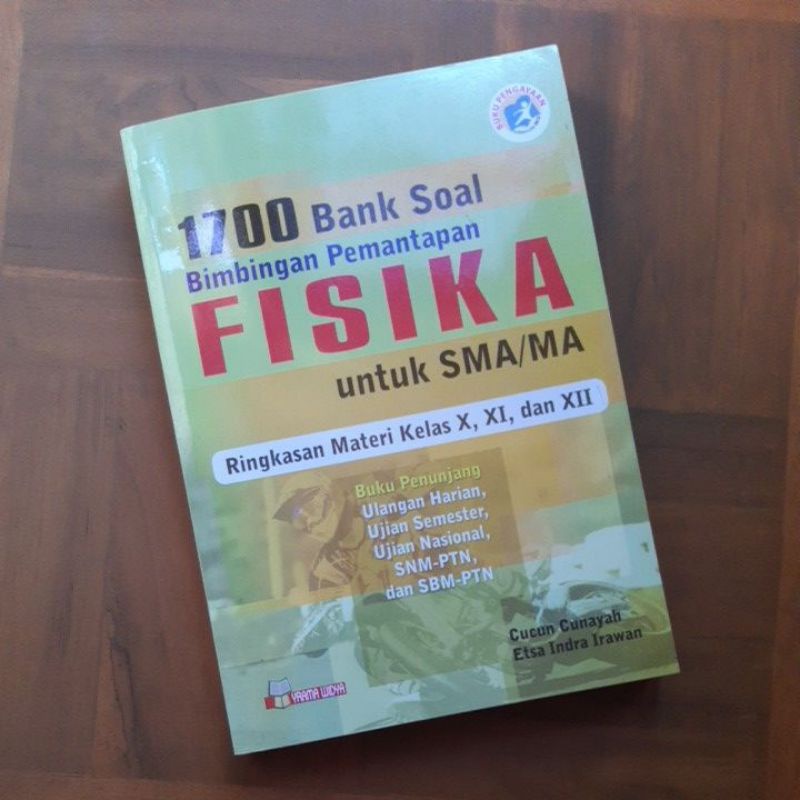 BUKU PENGAYAAN
1700 Bank Soal
Bimbingan Pemantapan
FISIKA
untuk SMA/MA
Ringkasan Materi Kelas X, XI, dan XII
Buku Penunjang
Ulangan Harian,
Ujian Semester,
Ujian Nasional,
SNM-PTN,
dan SBM-PTN
Cucun Cunayah
Etsa Indra Irawan
YRAMA WIDYA